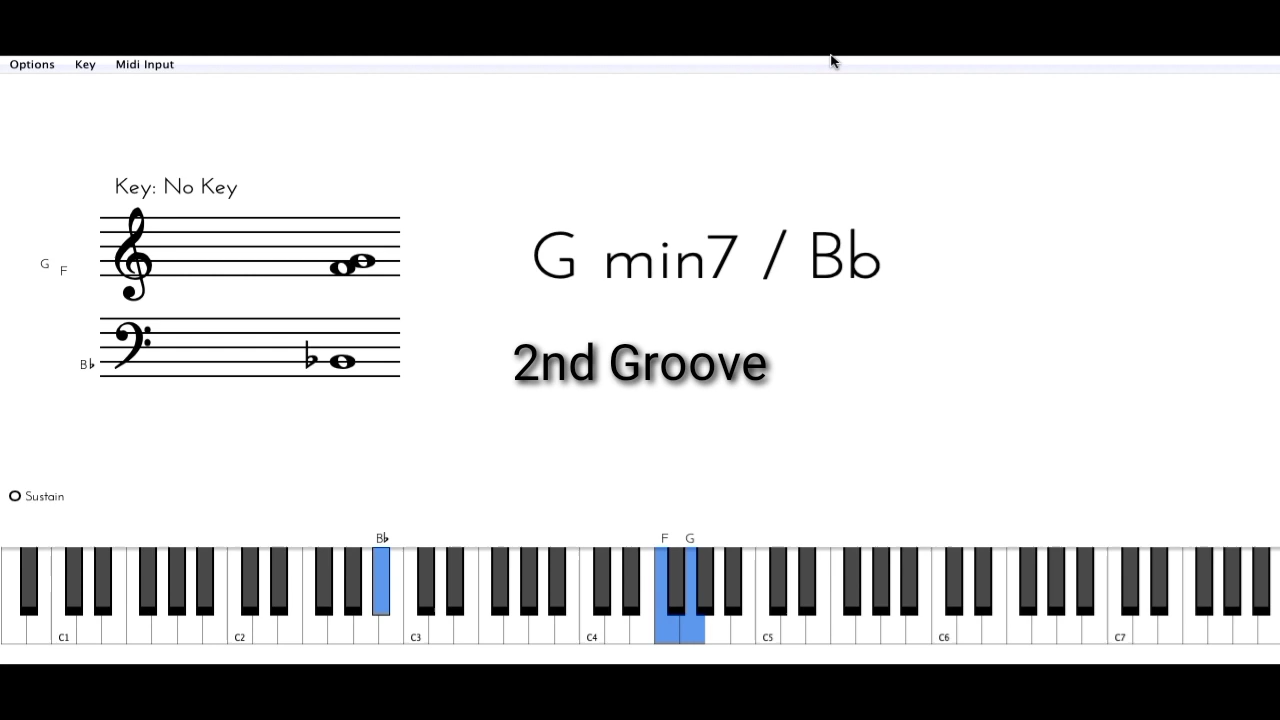 Options Key Midi Input
Key: No Key
G F
G min7 / Bb
B♭
2nd Groove
Sustain
B♭ F G
C1 C2 C3 C4 C5 C6 C7